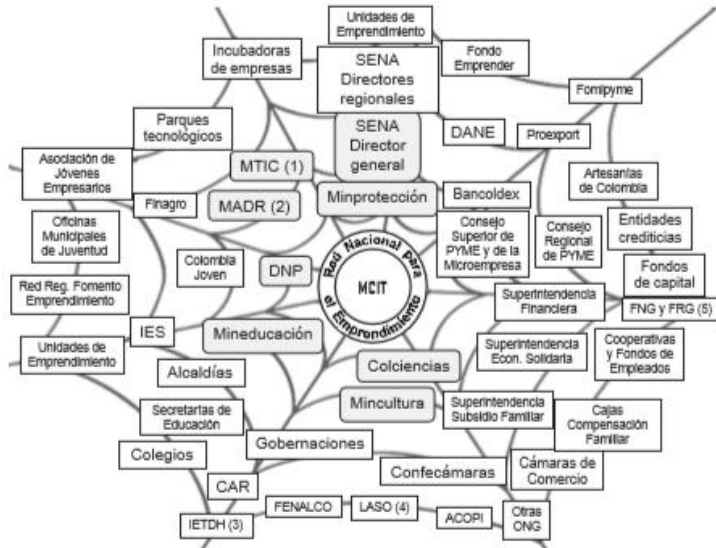 Unidades de
Emprendimiento
Incubadoras
de empresas
SENA
Directores
regionales
Fondo
Emprender
Fomipyme
Parques
tecnológicos
SENA
Director
general
DANE
Proexport
Asociación de
Jóvenes
Empresarios
MTIC (1)
Artesanías
de Colombia
Finagro
MADR (2)
Minprotección
Bancoldex
Oficinas
Municipales
de Juventud
Consejo
Superior de
PYME y de la
Microempresa
Consejo
Regional
de PYME
Entidades
crediticias
Colombia
Joven
DNP
Red Nacional para
el Emprendimiento
MCIT
Fondos
de capital
Red Reg. Fomento
Emprendimiento
Superintendencia
Financiera
FNG y FRG (5)
Unidades de
Emprendimiento
IES
Mineducación
Superintendencia
Econ. Solidaria
Cooperativas
y Fondos de
Empleados
Alcaldías
Colciencias
Secretarías de
Educación
Mincultura
Superintendencia
Subsidio Familiar
Cajas
Compensación
Familiar
Colegios
Gobernaciones
Confecámaras
Cámaras de
Comercio
CAR
IETDH (3)
FENALCO
LASO (4)
ACOPI
Otras
ONG